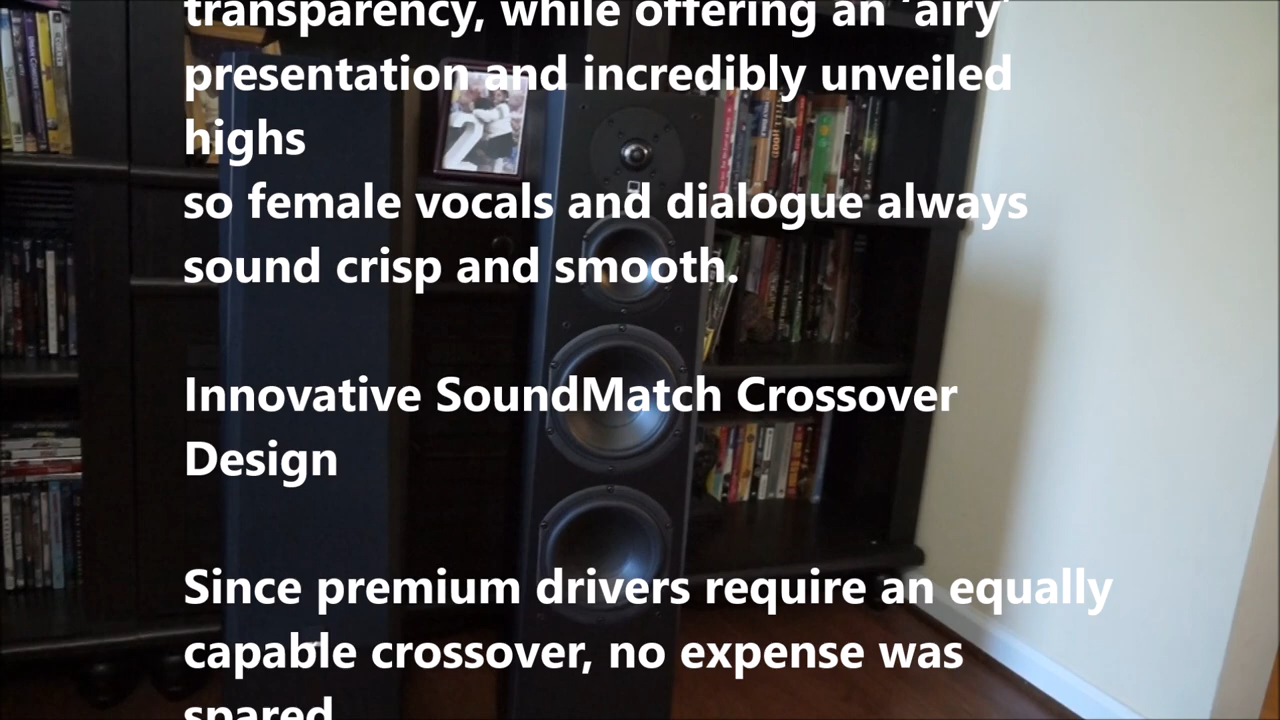 transparency, while offering an 'airy'
presentation and incredibly unveiled
highs
so female vocals and dialogue always
sound crisp and smooth.
Innovative SoundMatch Crossover
Design
Since premium drivers require an equally
capable crossover, no expense was
spared